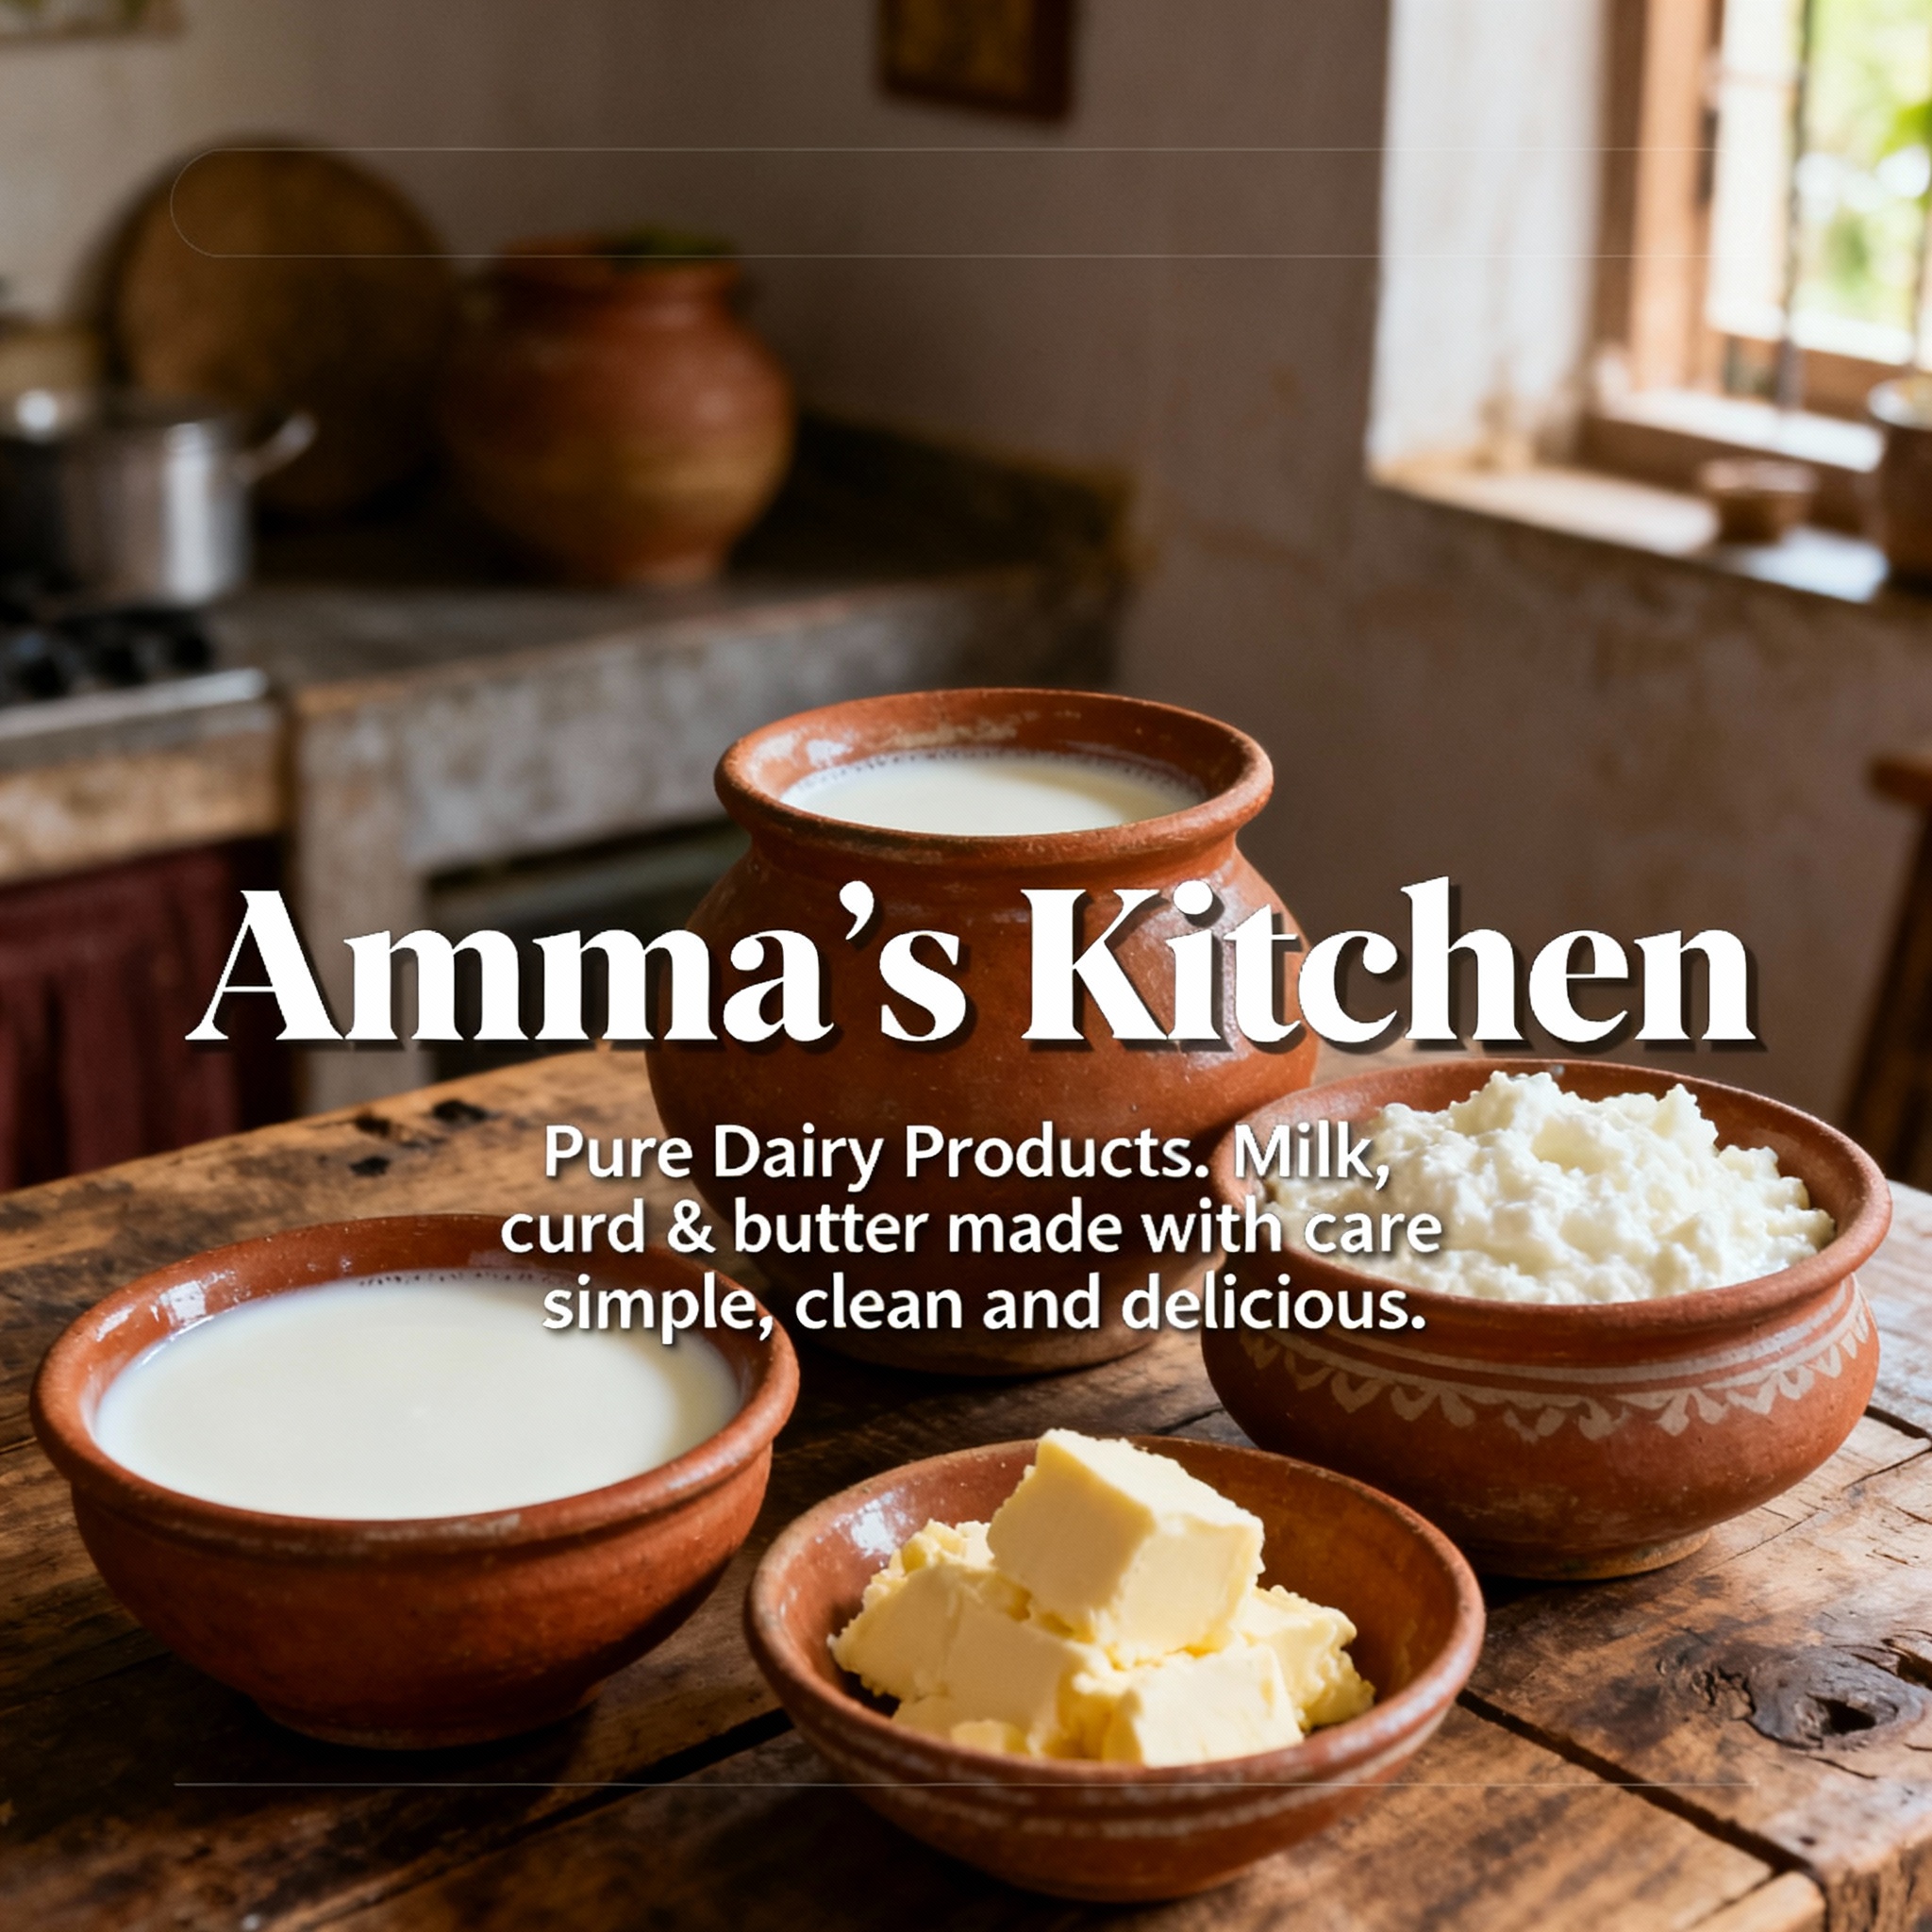 Amma’s Kitchen
Pure Dairy Products. Milk,
curd & butter made with care
simple, clean and delicious.